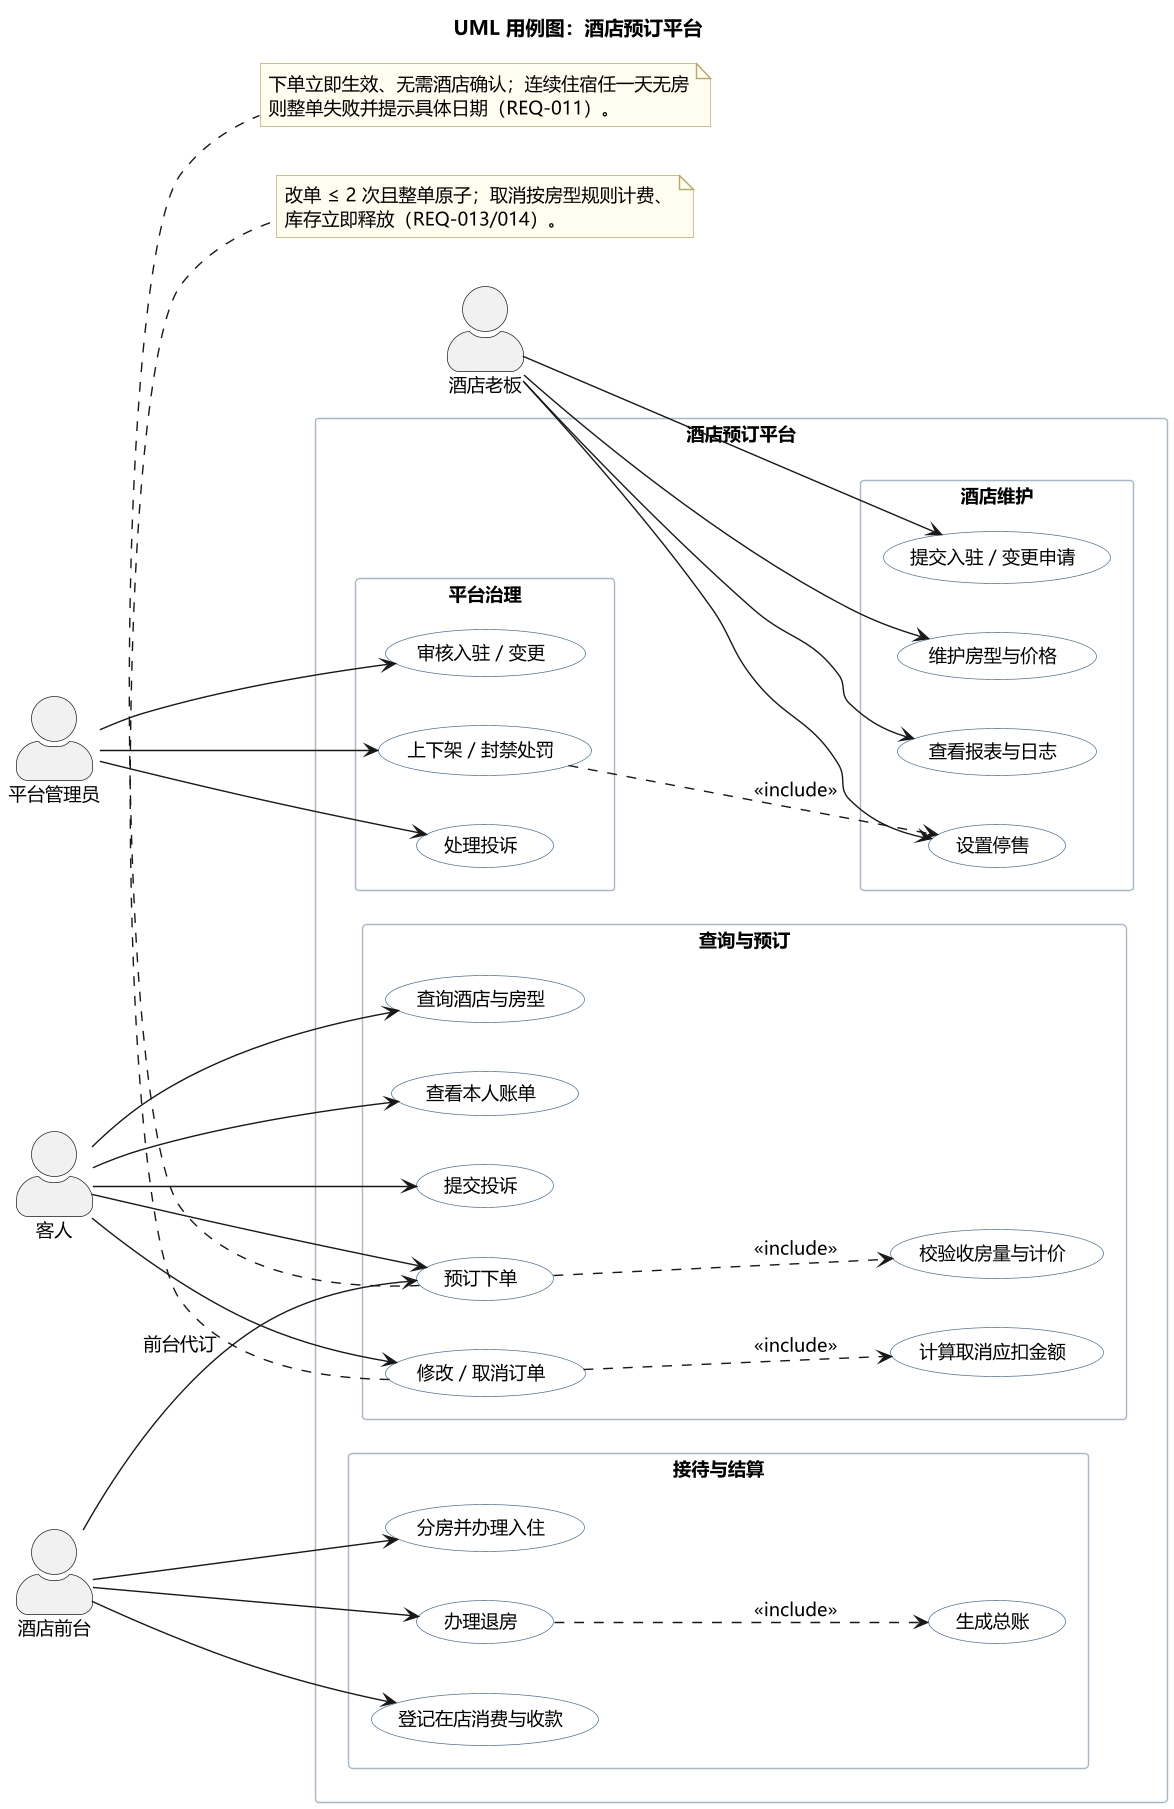 UML 用例图：酒店预订平台
下单立即生效、无需酒店确认；连续住宿任一天无房
则整单失败并提示具体日期（REQ-011）。
改单 ≤ 2 次且整单原子；取消按房型规则计费、
库存立即释放（REQ-013/014）。
酒店老板
酒店预订平台
酒店维护
提交入驻 / 变更申请
维护房型与价格
查看报表与日志
设置停售
平台治理
审核入驻 / 变更
上下架 / 封禁处罚
«include»
处理投诉
平台管理员
查询与预订
查询酒店与房型
查看本人账单
提交投诉
客人
预订下单
«include»
校验收房量与计价
前台代订
修改 / 取消订单
«include»
计算取消应扣金额
接待与结算
分房并办理入住
办理退房
«include»
生成总账
酒店前台
登记在店消费与收款